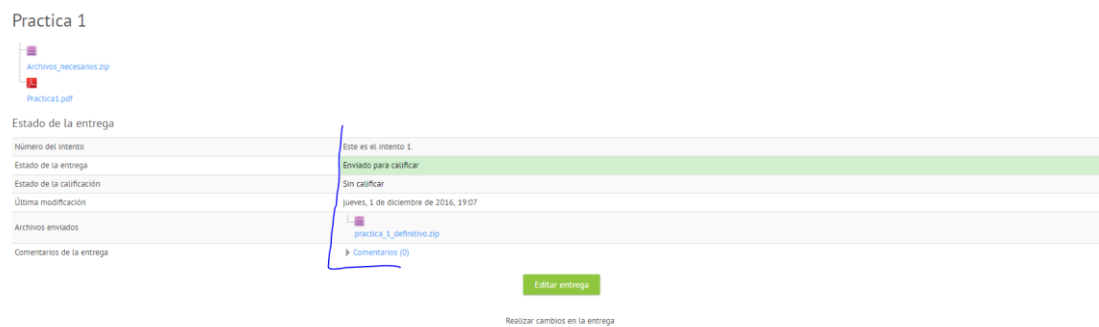 Practica 1
Archivos_necesarios.zip
Practica1.pdf
Estado de la entrega
Número del intento Este es el intento 1.
Estado de la entrega Enviado para calificar
Estado de la calificación Sin calificar
Última modificación jueves, 1 de diciembre de 2016, 19:07
Archivos enviados practica_1_definitivo.zip
Comentarios de la entrega Comentarios (0)
Editar entrega
Realizar cambios en la entrega